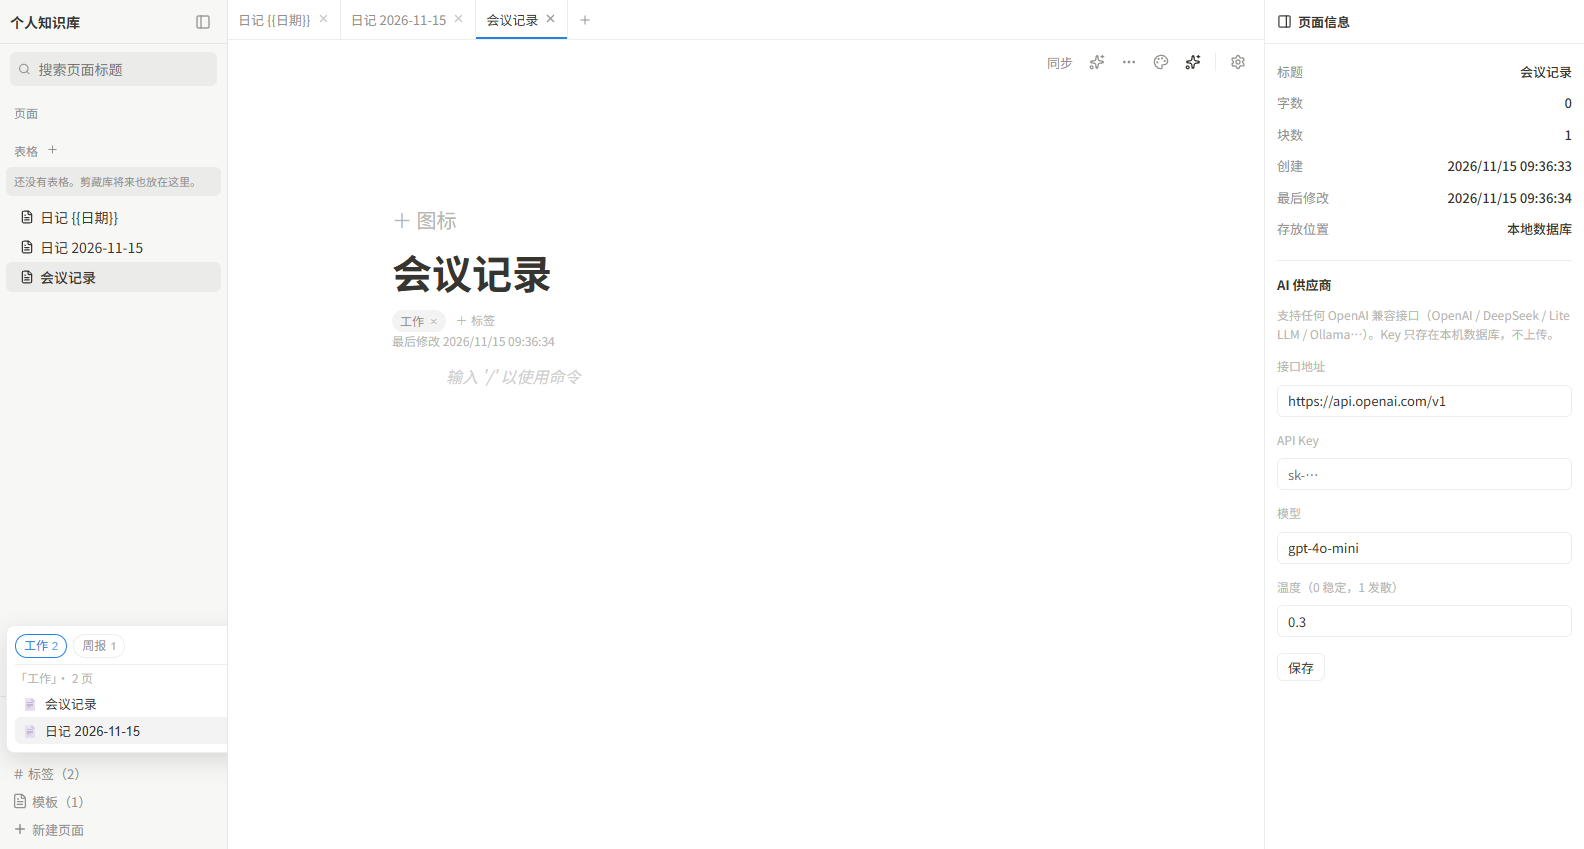 个人知识库
搜索页面标题
页面
表格 +
还没有表格。剪藏库将来也放在这里。
日记 {{日期}}
日记 2026-11-15
会议记录
工作 2
周报 1
「工作」· 2 页
会议记录
日记 2026-11-15
# 标签（2）
模板（1）
+ 新建页面
日记 {{日期}} ×
日记 2026-11-15 ×
会议记录 ×
+
同步
+ 图标
会议记录
工作 × + 标签
最后修改 2026/11/15 09:36:34
输入 '/' 以使用命令
页面信息
标题 会议记录
字数 0
块数 1
创建 2026/11/15 09:36:33
最后修改 2026/11/15 09:36:34
存放位置 本地数据库
AI 供应商
支持任何 OpenAI 兼容接口（OpenAI / DeepSeek / Lite
LLM / Ollama…）。Key 只存在本机数据库，不上传。
接口地址
https://api.openai.com/v1
API Key
sk-…
模型
gpt-4o-mini
温度（0 稳定，1 发散）
0.3
保存